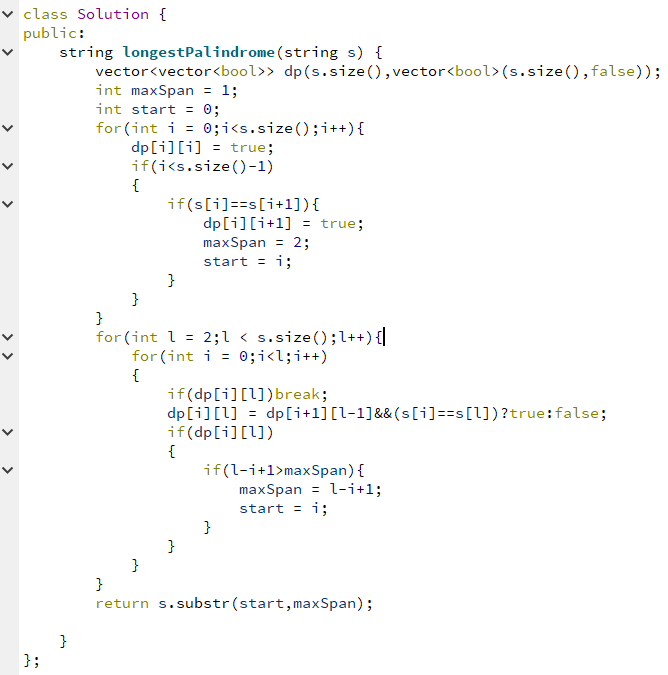 class Solution {
public:
    string longestPalindrome(string s) {
        vector<vector<bool>> dp(s.size(),vector<bool>(s.size(),false));
        int maxSpan = 1;
        int start = 0;
        for(int i = 0;i<s.size();i++){
            dp[i][i] = true;
            if(i<s.size()-1)
            {
                if(s[i]==s[i+1]){
                    dp[i][i+1] = true;
                    maxSpan = 2;
                    start = i;
                }
            }
        }
        for(int l = 2;l < s.size();l++){
            for(int i = 0;i<l;i++)
            {
                if(dp[i][l])break;
                dp[i][l] = dp[i+1][l-1]&&(s[i]==s[l])?true:false;
                if(dp[i][l])
                {
                    if(l-i+1>maxSpan){
                        maxSpan = l-i+1;
                        start = i;
                    }
                }
            }
        }
        return s.substr(start,maxSpan);

    }
};